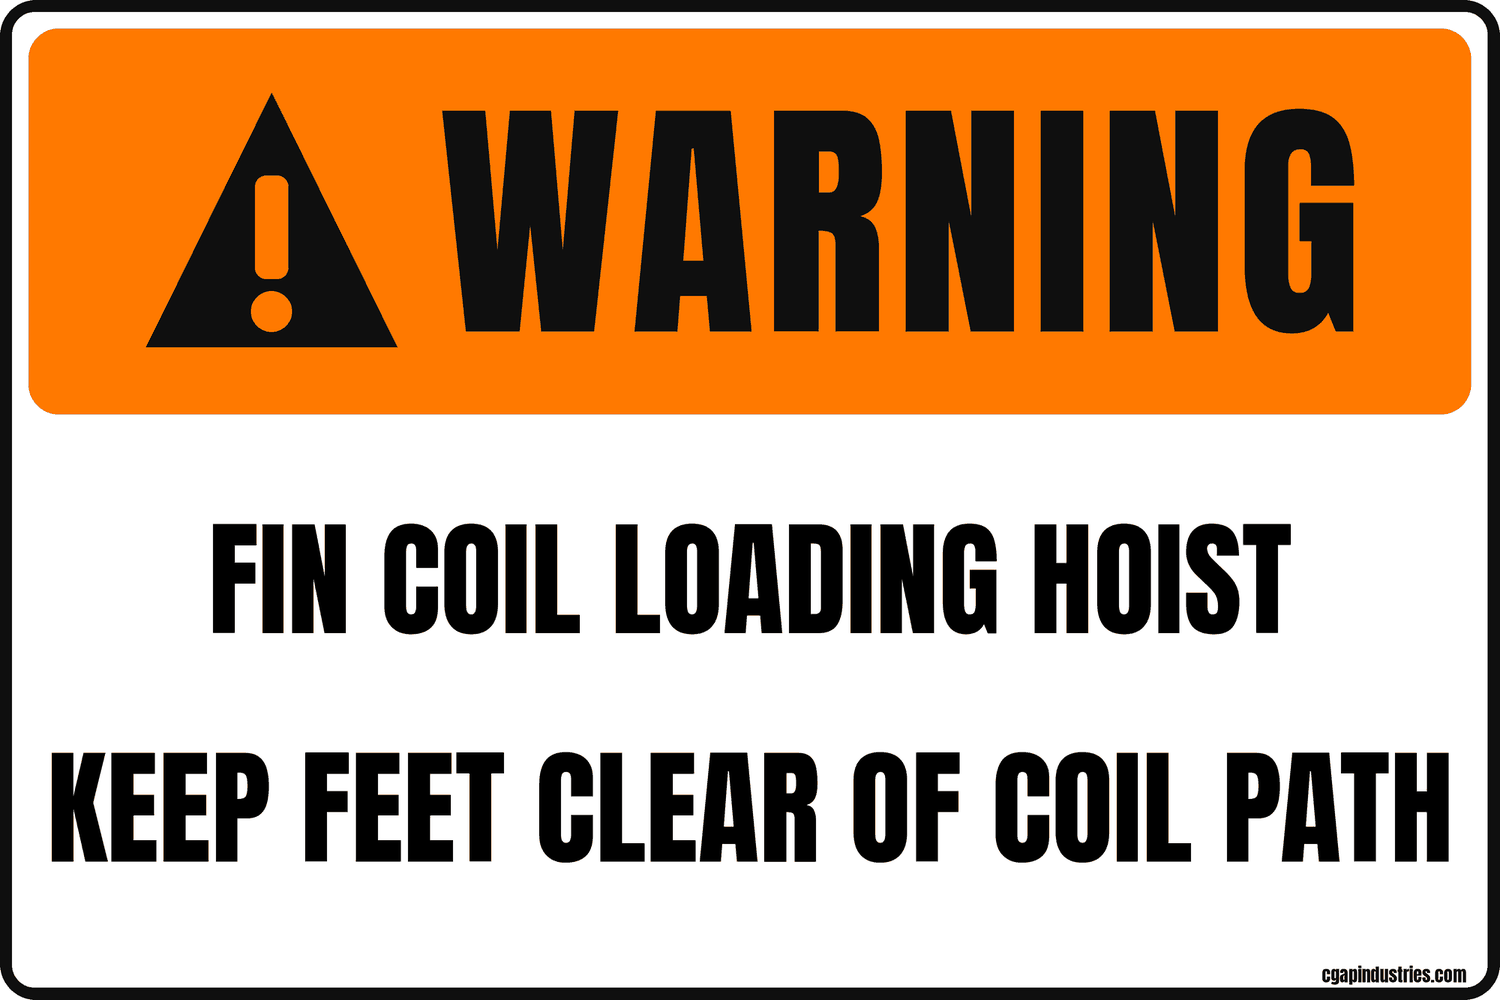 WARNING
FIN COIL LOADING HOIST
KEEP FEET CLEAR OF COIL PATH
cgapindustries.com